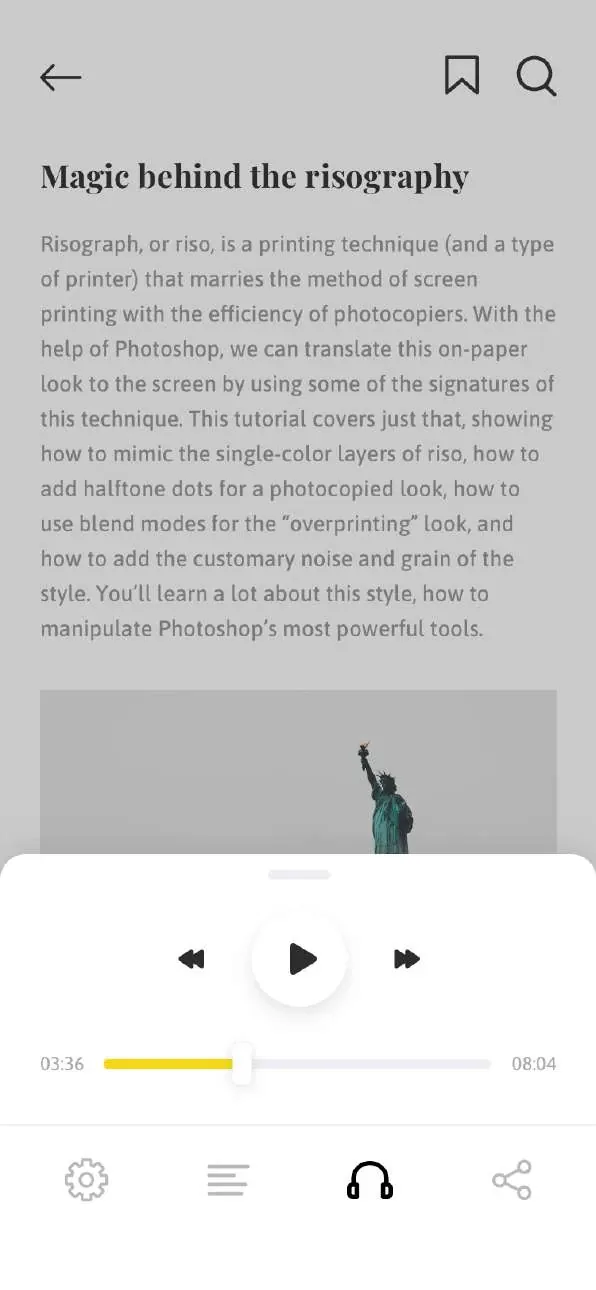 Magic behind the risography
Risograph, or riso, is a printing technique (and a type
of printer) that marries the method of screen
printing with the efficiency of photocopiers. With the
help of Photoshop, we can translate this on-paper
look to the screen by using some of the signatures of
this technique. This tutorial covers just that, showing
how to mimic the single-color layers of riso, how to
add halftone dots for a photocopied look, how to
use blend modes for the “overprinting” look, and
how to add the customary noise and grain of the
style. You’ll learn a lot about this style, how to
manipulate Photoshop’s most powerful tools.
03:36
08:04